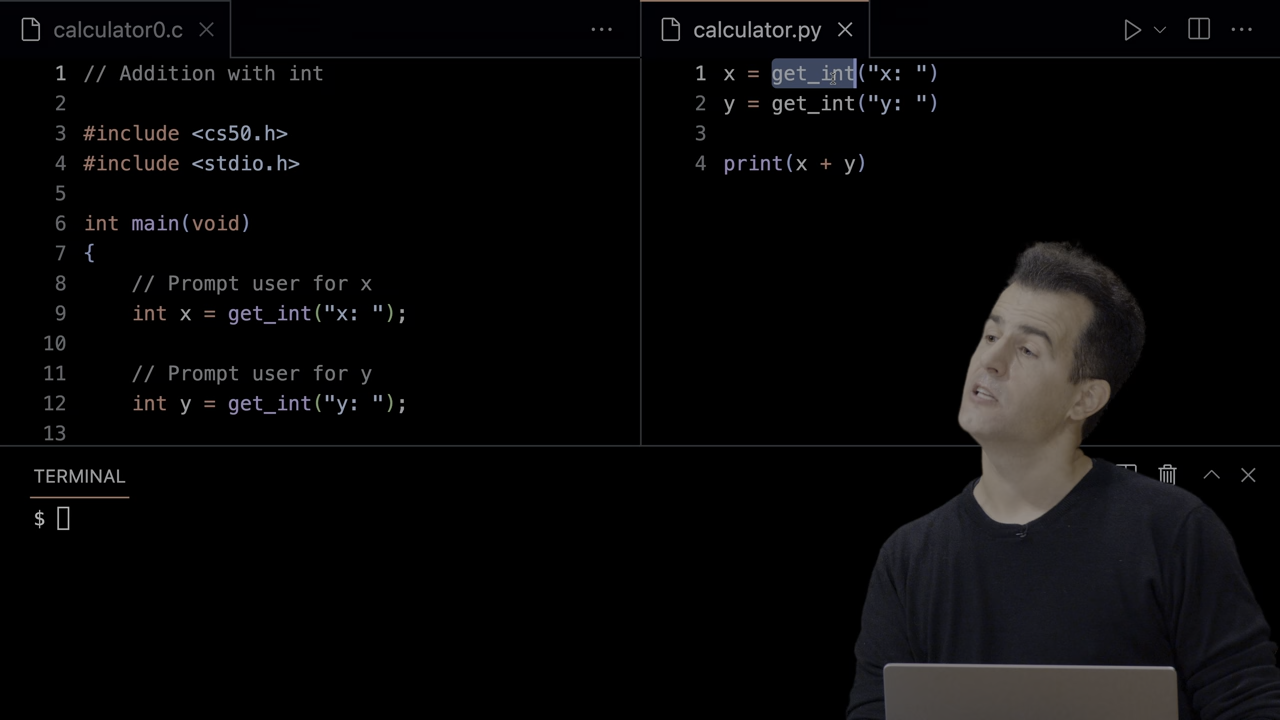 calculator0.c
1 // Addition with int
2
3 #include <cs50.h>
4 #include <stdio.h>
5
6 int main(void)
7 {
8 // Prompt user for x
9 int x = get_int("x: ");
10
11 // Prompt user for y
12 int y = get_int("y: ");
13
calculator.py
1 x = get_int("x: ")
2 y = get_int("y: ")
3
4 print(x + y)
TERMINAL
$